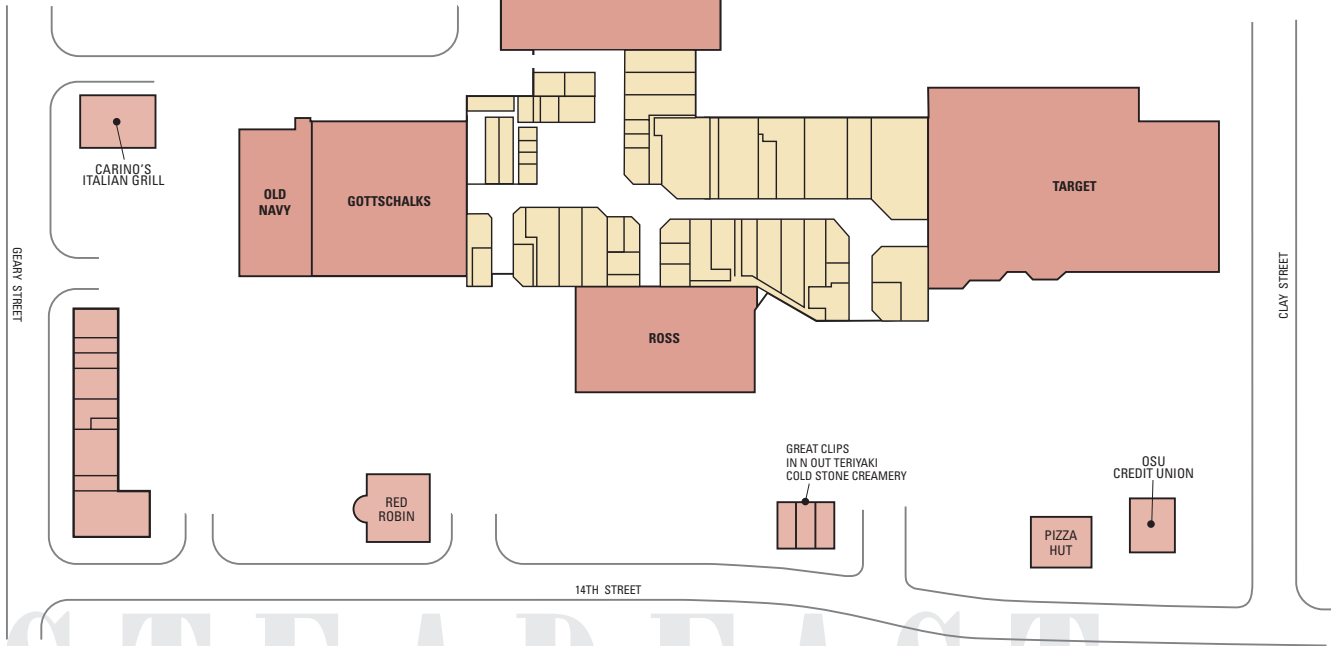 CARINO'S
ITALIAN GRILL
OLD
NAVY
GOTTSCHALKS
TARGET
GEARY STREET
CLAY STREET
ROSS
GREAT CLIPS
IN N OUT TERIYAKI
COLD STONE CREAMERY
OSU
CREDIT UNION
RED
ROBIN
PIZZA
HUT
14TH STREET
STEADFAST